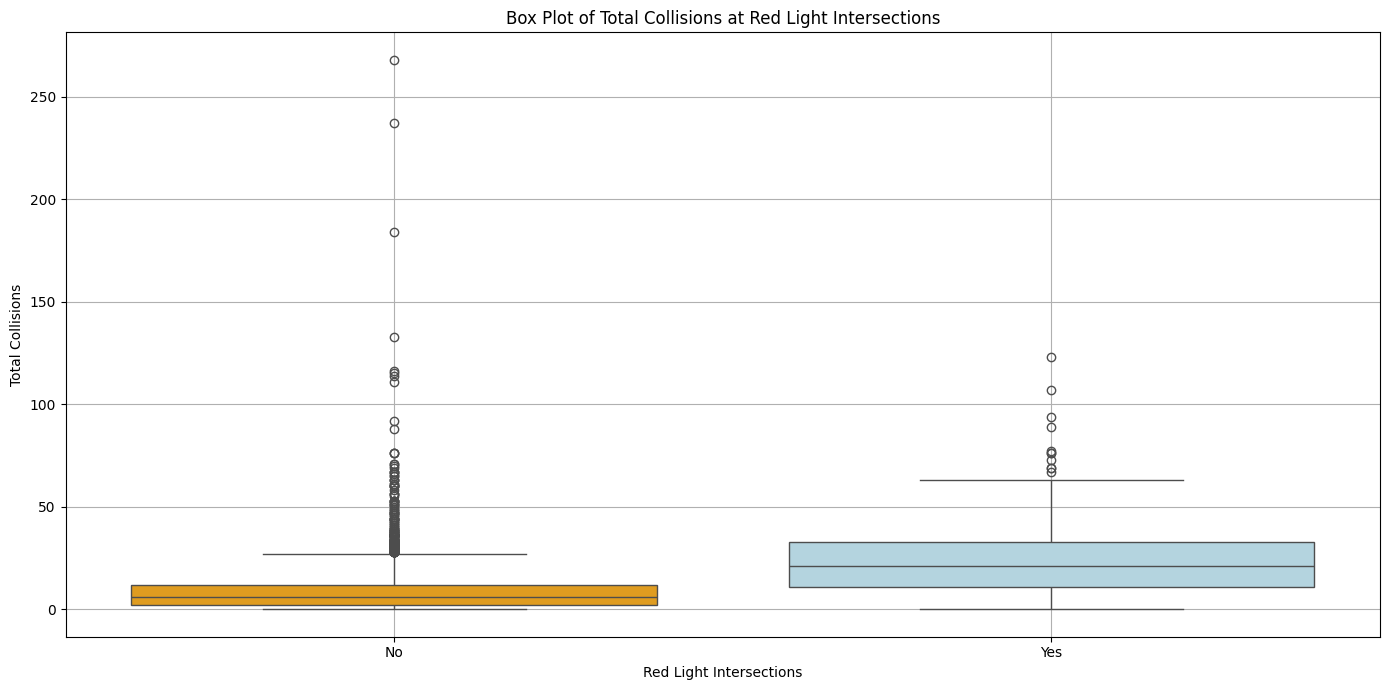 Box Plot of Total Collisions at Red Light Intersections
250
200
150
100
50
0
Total Collisions
No
Yes
Red Light Intersections